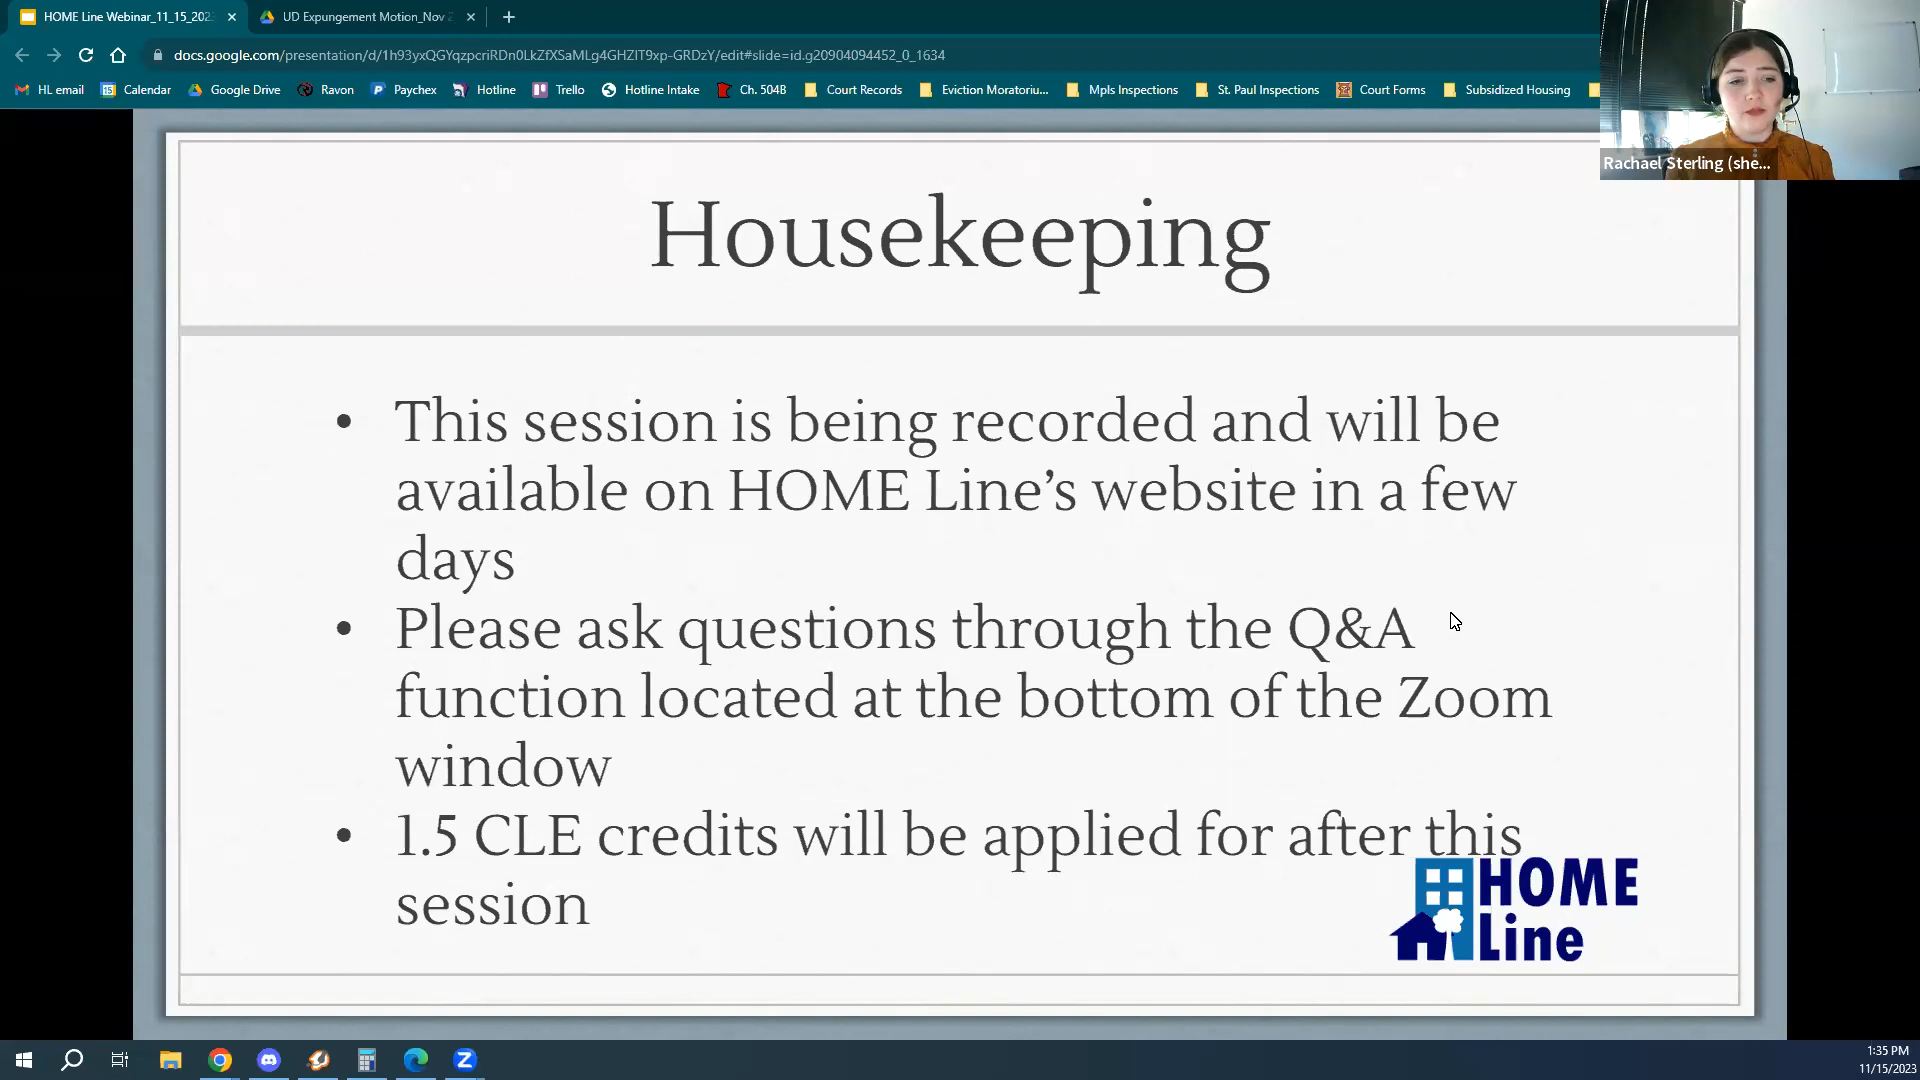 HOME Line Webinar_11_15_202
UD Expungement Motion_Nov 2
docs.google.com/presentation/d/1h93yxQGYqzpcriRDn0LkZfXSaMLg4GHZIT9xp-GRDzY/edit#slide=id.g20904094452_0_1634
HL email
Calendar
Google Drive
Ravon
Paychex
Hotline
Trello
Hotline Intake
Ch. 504B
Court Records
Eviction Moratoriu...
Mpls Inspections
St. Paul Inspections
Court Forms
Subsidized Housing
Rachael Sterling (she...
Housekeeping
• This session is being recorded and will be
available on HOME Line’s website in a few
days
• Please ask questions through the Q&A
function located at the bottom of the Zoom
window
• 1.5 CLE credits will be applied for after this
session
HOME
Line
1:35 PM
11/15/2023